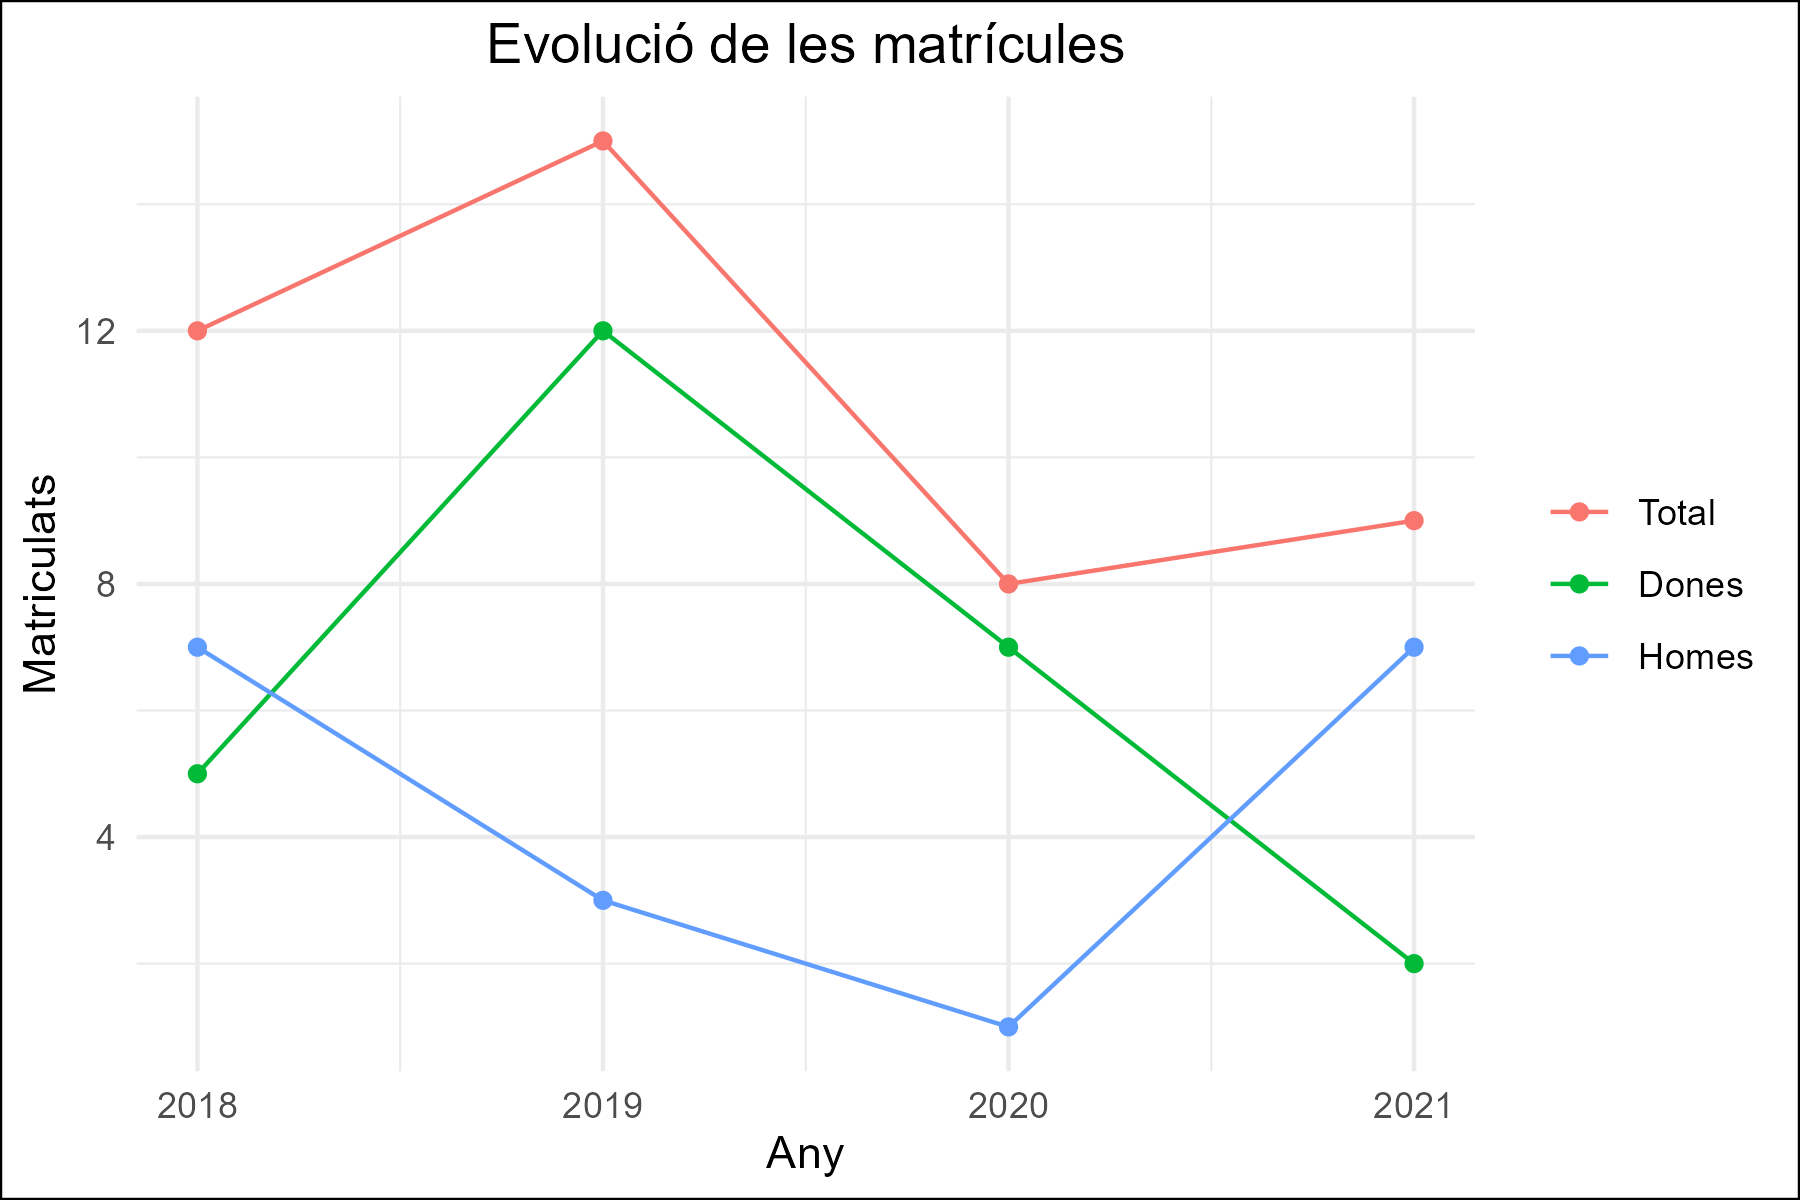 Evolució de les matrícules
Matriculats
12
8
4
2018
2019
2020
2021
Any
Total
Dones
Homes